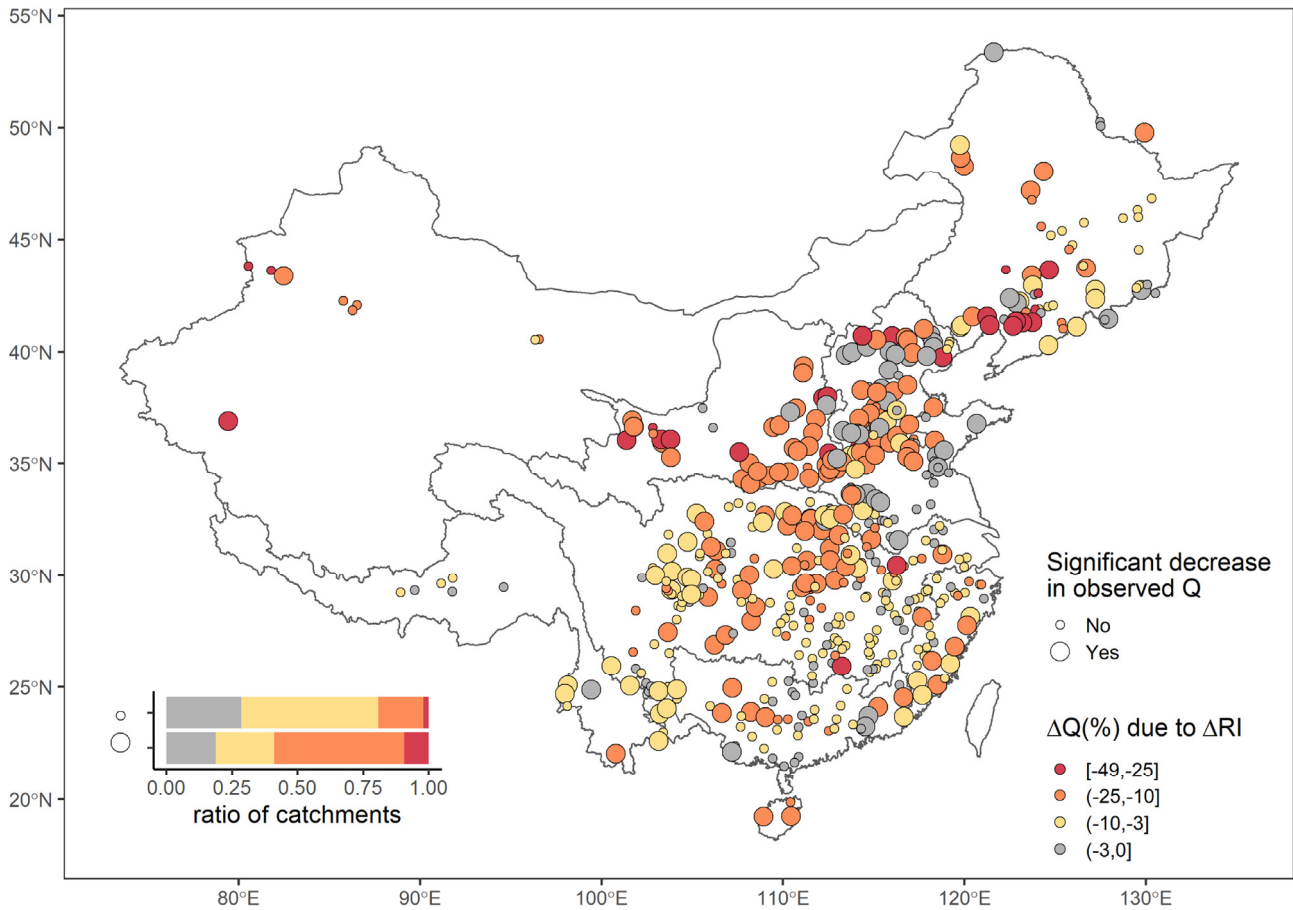 55°N
50°N
45°N
40°N
35°N
30°N
25°N
20°N
80°E
90°E
100°E
110°E
120°E
130°E
0.00
0.25
0.50
0.75
1.00
ratio of catchments
Significant decrease
in observed Q
No
Yes
ΔQ(%) due to ΔRI
[-49,-25]
(-25,-10]
(-10,-3]
(-3,0]